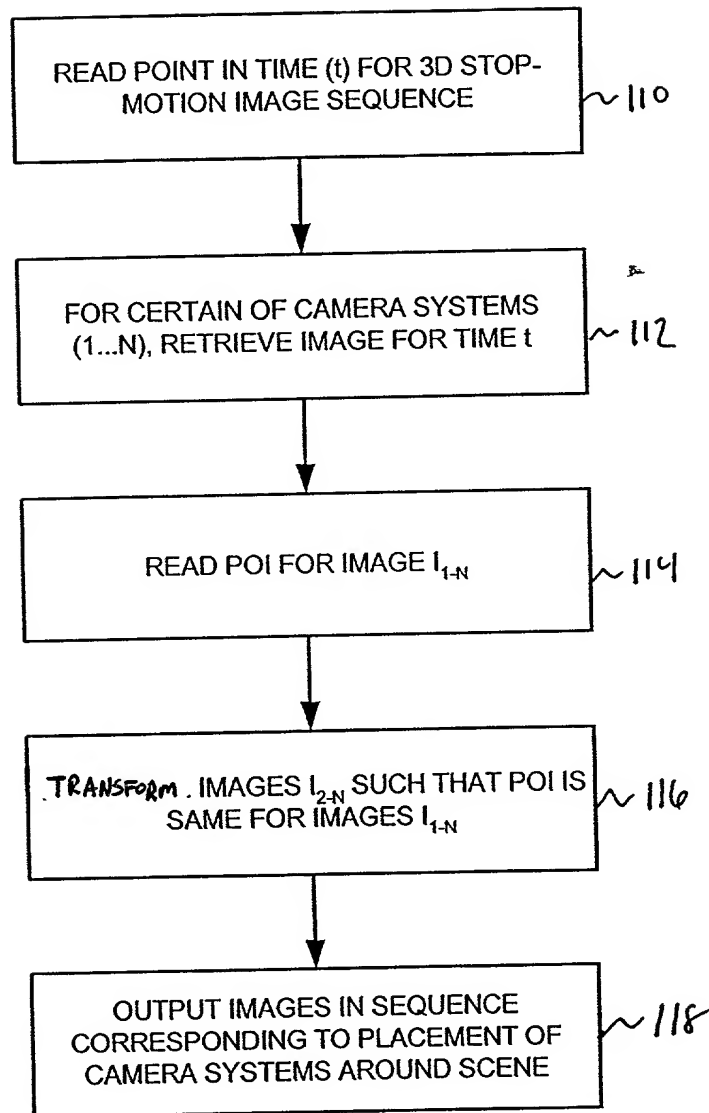 READ POINT IN TIME (t) FOR 3D STOP-
MOTION IMAGE SEQUENCE
110
FOR CERTAIN OF CAMERA SYSTEMS
(1...N), RETRIEVE IMAGE FOR TIME t
112
READ POI FOR IMAGE I1-N
114
TRANSFORM IMAGES I2-N SUCH THAT POI IS
SAME FOR IMAGES I1-N
116
OUTPUT IMAGES IN SEQUENCE
CORRESPONDING TO PLACEMENT OF
CAMERA SYSTEMS AROUND SCENE
118